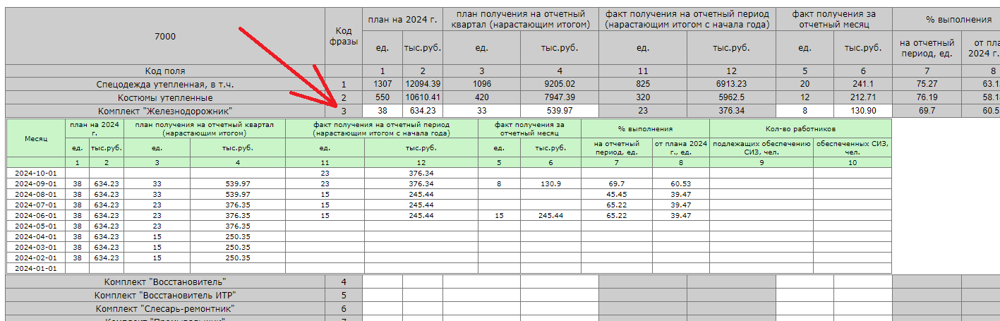 7000
Код фразы
план на 2024 г.
план получения на отчетный квартал (нарастающим итогом)
факт получения на отчетный период (нарастающим итогом с начала года)
факт получения за отчетный месяц
% выполнения
ед. тыс.руб. ед. тыс.руб. ед. тыс.руб. ед. тыс.руб. на отчетный период, ед. 2024 г.
Код поля 1 2 3 4 11 12 5 6 7 8
Спецодежда утепленная, в т.ч. 1 1307 12094.39 1096 9205.02 825 6913.23 20 241.1 75.27
Костюмы утепленные 2 550 10610.41 420 7947.39 320 5962.5 12 212.71 76.19
Комплект "Железнодорожник" 3 38 634.23 33 539.97 23 376.34 8 130.90 69.7
Месяц
план на 2024 г.
план получения на отчетный квартал (нарастающим итогом)
факт получения на отчетный период (нарастающим итогом с начала года)
факт получения за отчетный месяц
% выполнения
Кол-во работников
ед. тыс.руб. ед. тыс.руб. ед. тыс.руб. ед. тыс.руб. на отчетный период, ед. от плана 2024 г., ед. подлежащих обеспечению СИЗ, чел. обеспеченных СИЗ, чел.
1 2 3 4 11 12 5 6 7 8 9 10
2024-10-01 23 376.34
2024-09-01 38 634.23 33 539.97 23 376.34 8 130.9 69.7 60.53
2024-08-01 38 634.23 33 539.97 15 245.44 45.45 39.47
2024-07-01 38 634.23 23 376.35 15 245.44 65.22 39.47
2024-06-01 38 634.23 23 376.35 15 245.44 15 245.44 65.22 39.47
2024-05-01 38 634.23 23 376.35
2024-04-01 38 634.23 15 250.35
2024-03-01 38 634.23 15 250.35
2024-02-01 38 634.23 15 250.35
2024-01-01
Комплект "Восстановитель" 4
Комплект "Восстановитель ИТР" 5
Комплект "Слесарь-ремонтник" 6